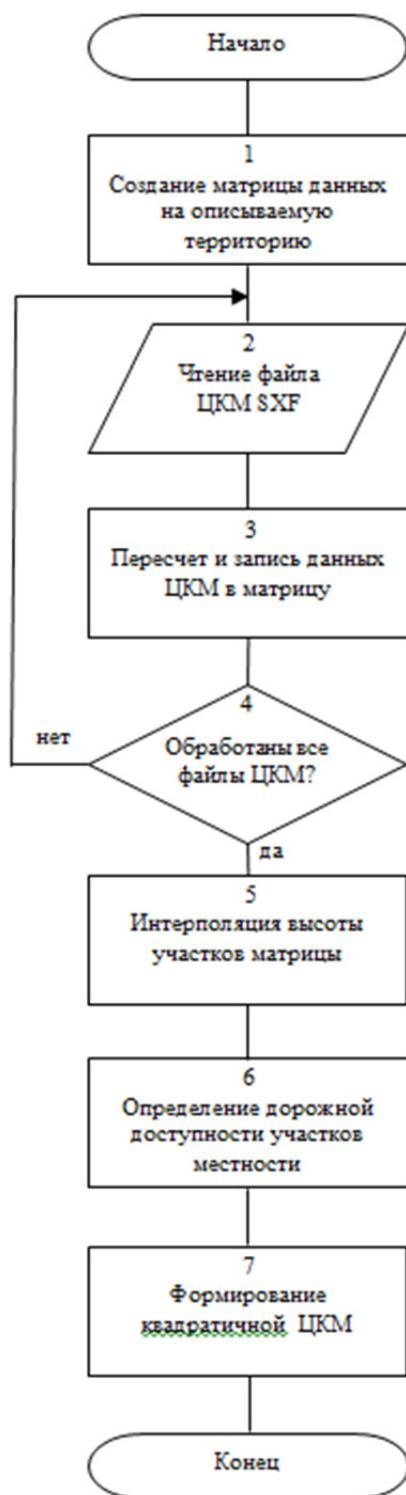 Начало
1
Создание матрицы данных
на описываемую
территорию
2
Чтение файла
ЦКМ SXF
3
Пересчет и запись данных
ЦКМ в матрицу
4
нет
Обработаны все
файлы ЦКМ?
да
5
Интерполяция высоты
участков матрицы
6
Определение дорожной
доступности участков
местности
7
Формирование
квадратичной ЦКМ
Конец